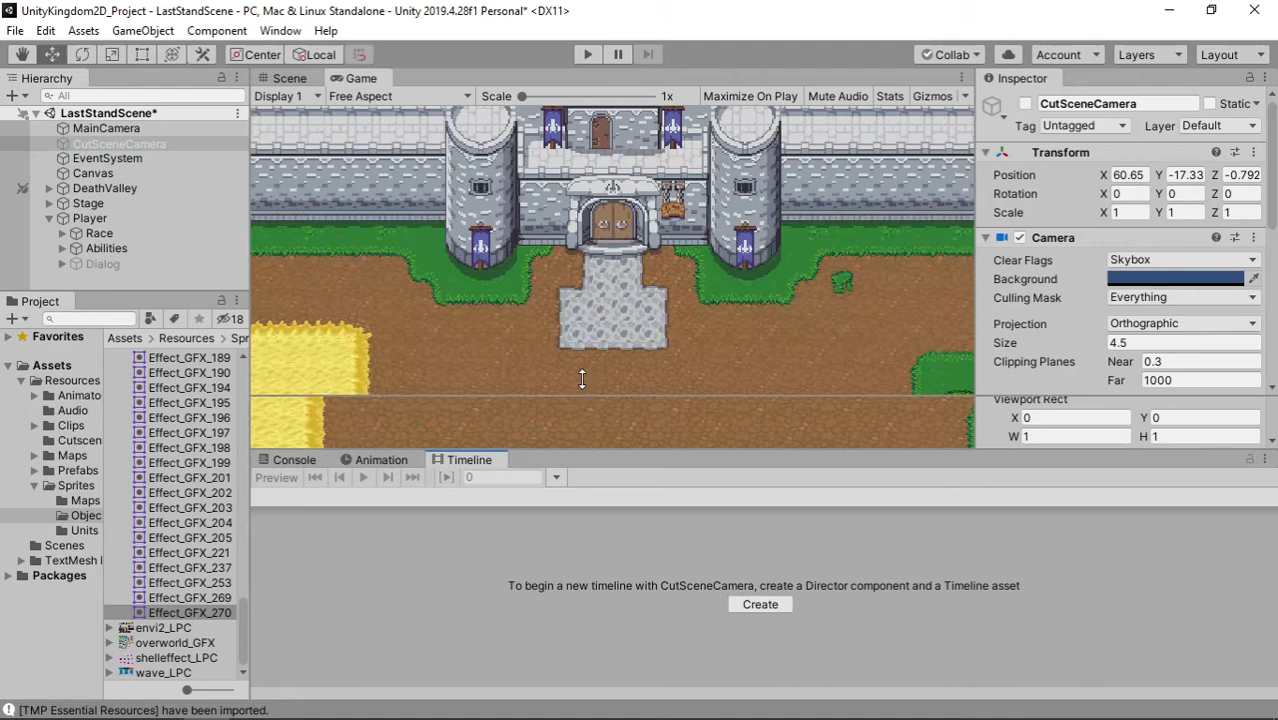 UnityKingdom2D_Project - LastStandScene - PC, Mac & Linux Standalone - Unity 2019.4.28f1 Personal* <DX11>
File Edit Assets GameObject Component Window Help
Center Local Collab Account Layers Layout
Hierarchy Scene Game Inspector
All Display 1 Free Aspect Scale 1x Maximize On Play Mute Audio Stats Gizmos CutSceneCamera Static
LastStandScene*
MainCamera Tag Untagged Layer Default
CutSceneCamera Transform
EventSystem
Canvas Position X 60.65 Y -17.33 Z -0.792
DeathValley Rotation X 0 Y 0 Z 0
Stage Scale X 1 Y 1 Z 1
Player
Race Camera
Abilities Clear Flags Skybox
Dialog Background
Culling Mask Everything
Project
Projection Orthographic
Favorites Assets Resources Spr Size 4.5
Effect_GFX_189 Clipping Planes Near 0.3
Assets Effect_GFX_190 Far 1000
Resources Effect_GFX_194
Animato Effect_GFX_195 Viewport Rect
Audio Effect_GFX_196 X 0 Y 0
Clips Effect_GFX_197 W 1 H 1
Cutscen Effect_GFX_198
Maps Effect_GFX_199 Console Animation Timeline
Prefabs Effect_GFX_201 Preview 0
Sprites Effect_GFX_202
Maps Effect_GFX_203
Objec Effect_GFX_204
Units Effect_GFX_205
Scenes Effect_GFX_221
TextMesh Effect_GFX_237
Packages Effect_GFX_253 To begin a new timeline with CutSceneCamera, create a Director component and a Timeline asset
Effect_GFX_269 Create
Effect_GFX_270
envi2_LPC
overworld_GFX
shelleffect_LPC
wave_LPC
18
[TMP Essential Resources] have been imported.